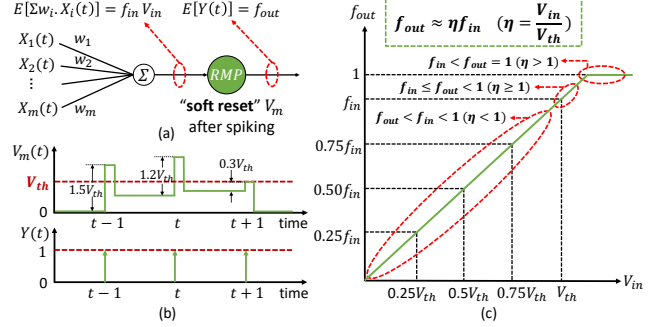 E[Σw_i. X_i(t)] = f_in V_in
E[Y(t)] = f_out
X_1(t)
w_1
X_2(t)
w_2
⋮
X_m(t)
w_m
Σ
RMP
"soft reset" V_m
after spiking
(a)
V_m(t)
V_th
0
1.5V_th
1.2V_th
0.3V_th
t − 1
t
t + 1
time
Y(t)
1
0
t − 1
t
t + 1
time
(b)
f_out
f_out ≈ ηf_in (η = V_in/V_th)
1
f_in
0.75f_in
0.50f_in
0.25f_in
0
f_in < f_out = 1 (η > 1)
f_in ≤ f_out < 1 (η ≥ 1)
f_out < f_in < 1 (η < 1)
0.25V_th
0.5V_th
0.75V_th
V_th
V_in
(c)